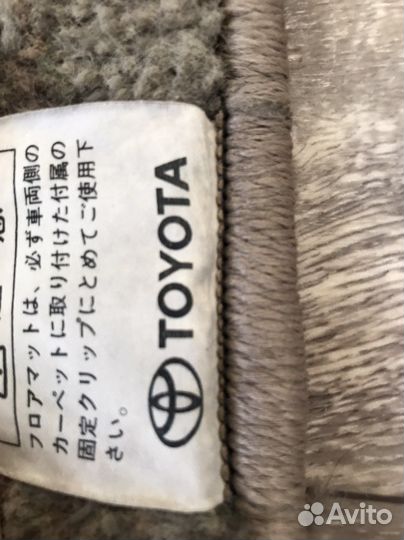 フロアマットは、必ず車両側の
カーペットに取り付けた付属の
固定クリップにとめてご使用下
さい。
TOYOTA
Avito